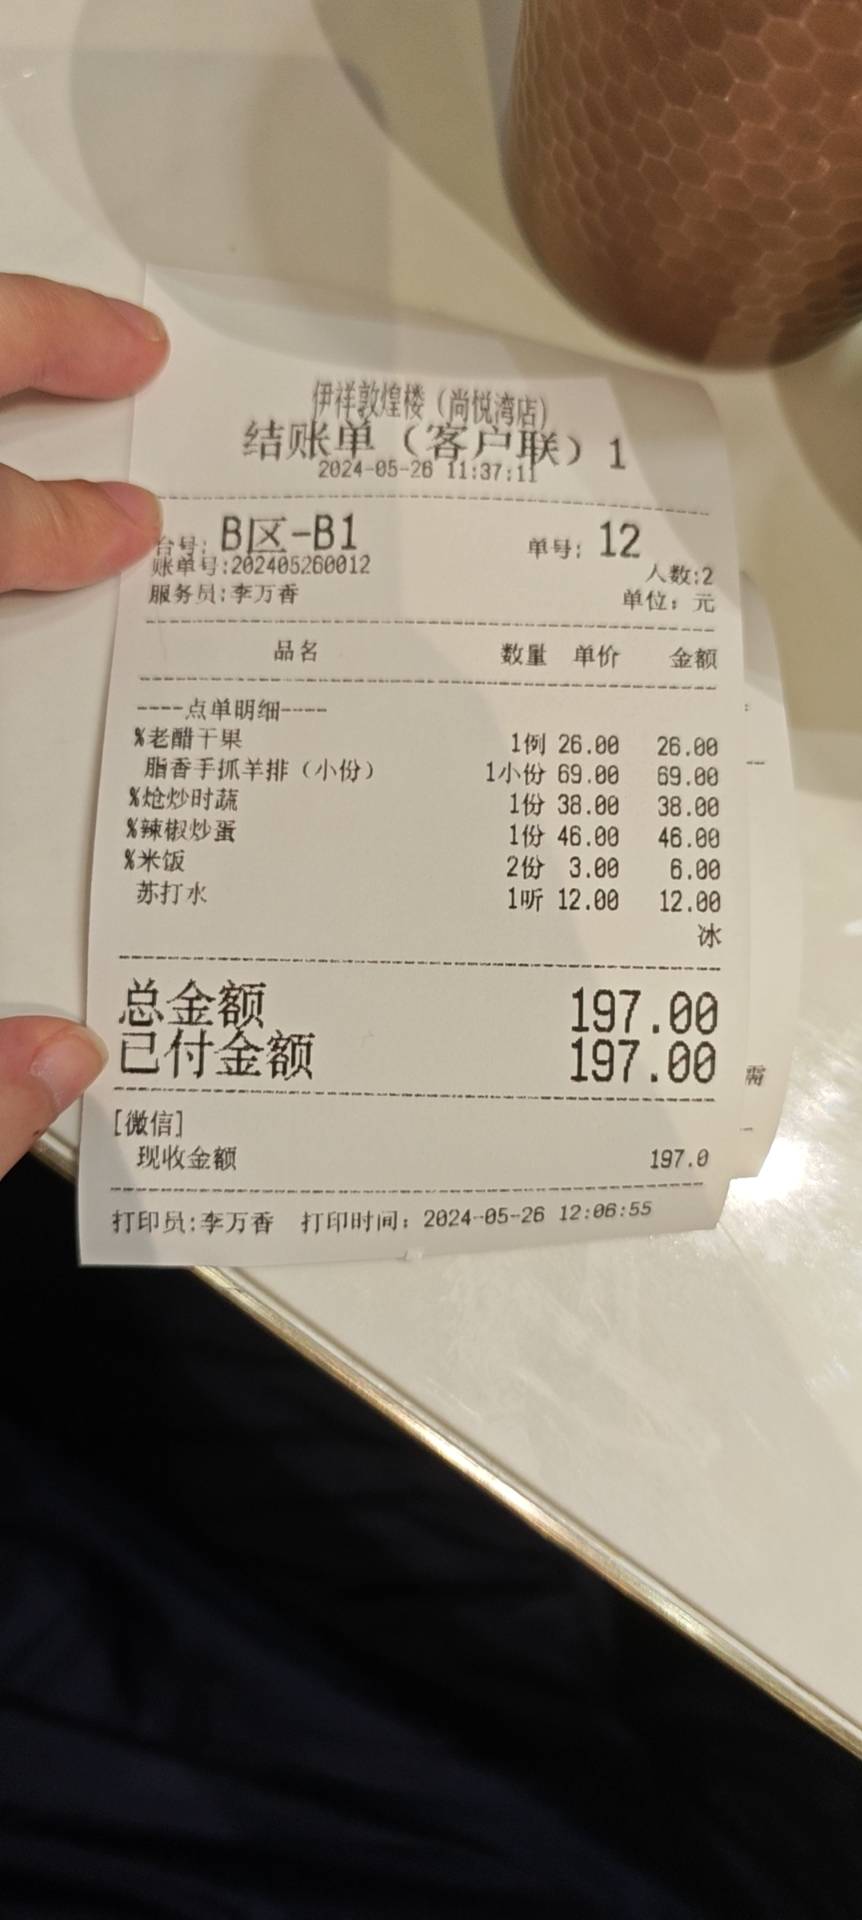 伊祥敦煌楼（尚悦湾店）
结账单（客户联）1
2024-05-26 11:37:11
台号: B区-B1 单号: 12
账单号:202405260012 人数:2
服务员:李万香 单位: 元
品名 数量 单价 金额
----点单明细----
%老醋干果 1例 26.00 26.00
脂香手抓羊排（小份） 1小份 69.00 69.00
%炝炒时蔬 1份 38.00 38.00
%辣椒炒蛋 1份 46.00 46.00
%米饭 2份 3.00 6.00
苏打水 1听 12.00 12.00
冰
总金额 197.00
已付金额 197.00
需
[微信]
现收金额 197.0
打印员:李万香 打印时间: 2024-05-26 12:06:55